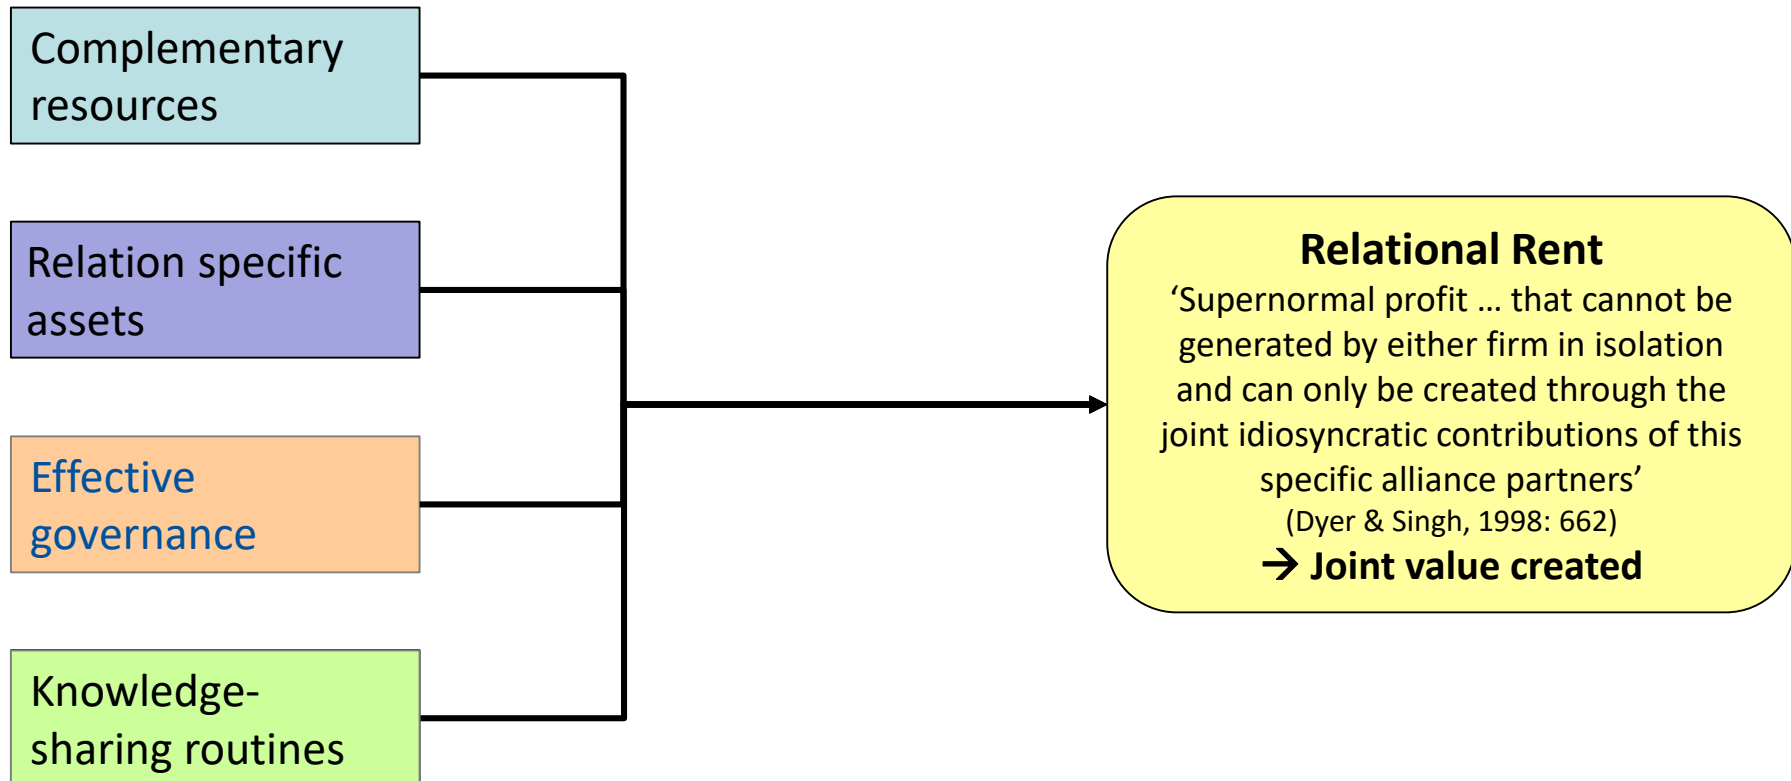 Complementary
resources
Relation specific
assets
Effective
governance
Knowledge-
sharing routines
Relational Rent
‘Supernormal profit ... that cannot be
generated by either firm in isolation
and can only be created through the
joint idiosyncratic contributions of this
specific alliance partners’
(Dyer & Singh, 1998: 662)
→ Joint value created